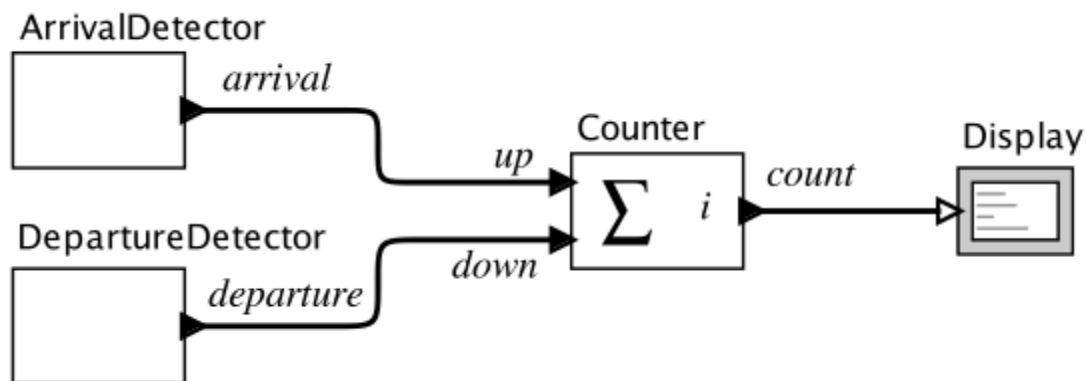 ArrivalDetector
arrival
up
Counter
∑ i
count
Display
DepartureDetector
departure
down